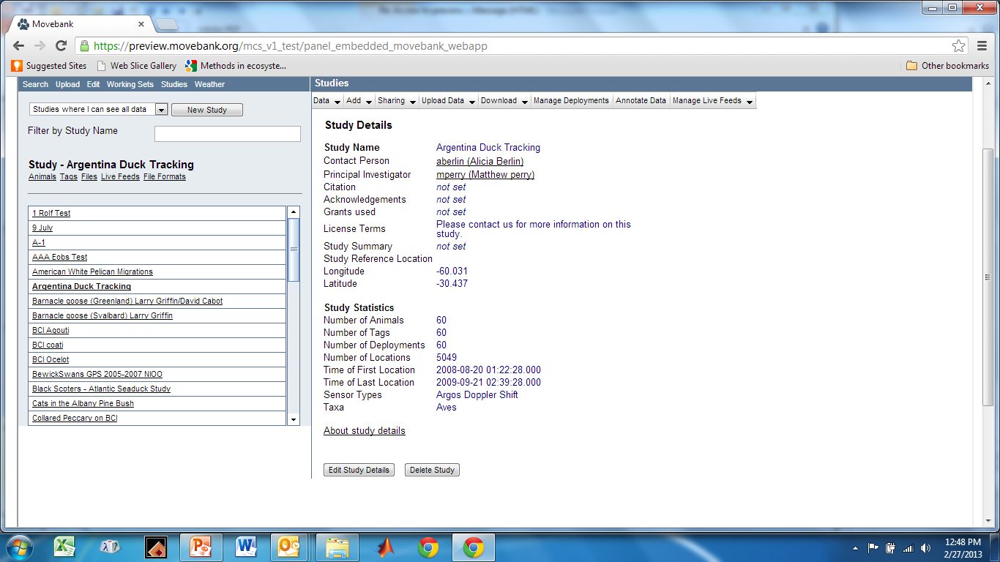 Movebank
https://preview.movebank.org/mcs_v1_test/panel_embedded_movebank_webapp
Suggested Sites Web Slice Gallery Methods in ecosyste... Other bookmarks
Search Upload Edit Working Sets Studies Weather
Studies where I can see all data New Study
Filter by Study Name
Study - Argentina Duck Tracking
Animals Tags Files Live Feeds File Formats
1 Rolf Test
9 July
A-1
AAA Eobs Test
American White Pelican Migrations
Argentina Duck Tracking
Barnacle goose (Greenland) Larry Griffin/David Cabot
Barnacle goose (Svalbard) Larry Griffin
BCI Agouti
BCI coati
BCI Ocelot
BewickSwans GPS 2005-2007 NIOO
Black Scoters - Atlantic Seaduck Study
Cats in the Albany Pine Bush
Collared Peccary on BCI
Studies
Data Add Sharing Upload Data Download Manage Deployments Annotate Data Manage Live Feeds
Study Details
Study Name Argentina Duck Tracking
Contact Person aberlin (Alicia Berlin)
Principal Investigator mperry (Matthew perry)
Citation not set
Acknowledgements not set
Grants used not set
License Terms Please contact us for more information on this
study.
Study Summary not set
Study Reference Location
Longitude -60.031
Latitude -30.437
Study Statistics
Number of Animals 60
Number of Tags 60
Number of Deployments 60
Number of Locations 5049
Time of First Location 2008-08-20 01:22:28.000
Time of Last Location 2009-09-21 02:39:28.000
Sensor Types Argos Doppler Shift
Taxa Aves
About study details
Edit Study Details Delete Study
12:48 PM
2/27/2013